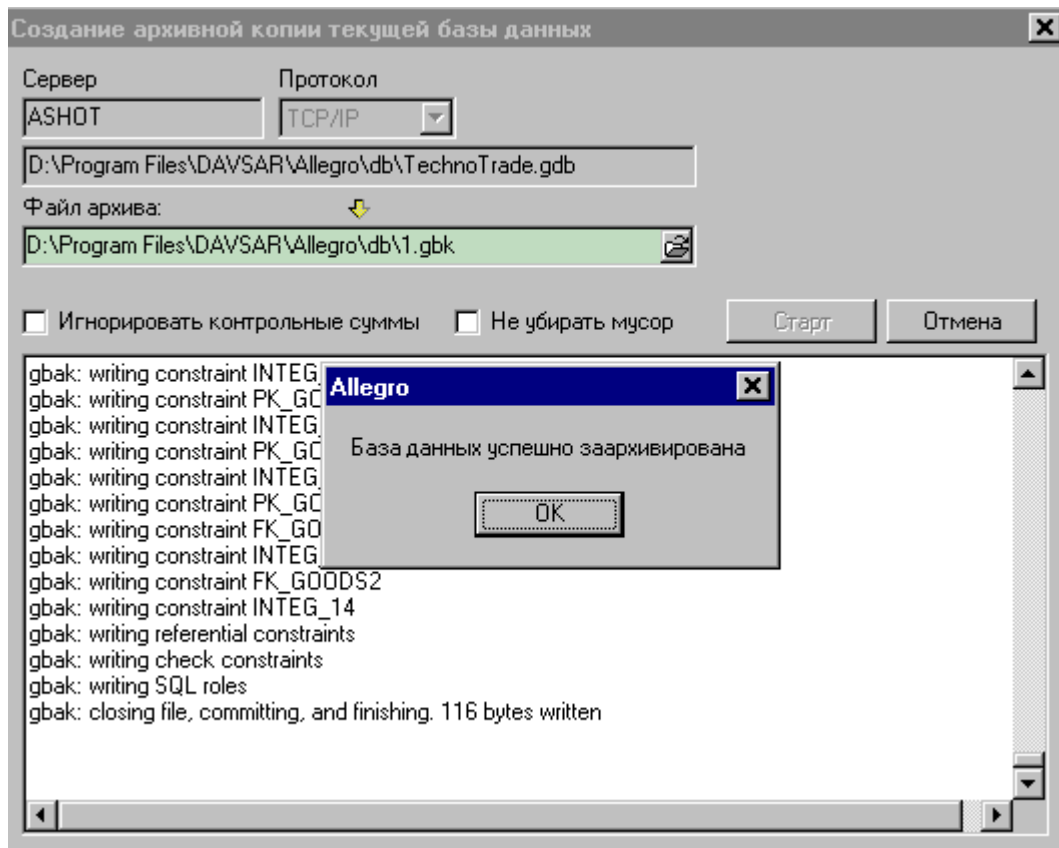 Создание архивной копии текущей базы данных
Сервер Протокол
ASHOT TCP/IP
D:\Program Files\DAVSAR\Allegro\db\TechnoTrade.gdb
Файл архива:
D:\Program Files\DAVSAR\Allegro\db\1.gbk
Игнорировать контрольные суммы Не убирать мусор Старт Отмена
gbak: writing constraint INTEG_
gbak: writing constraint PK_GO
gbak: writing constraint INTEG_
gbak: writing constraint PK_GO
gbak: writing constraint INTEG_
gbak: writing constraint PK_GO
gbak: writing constraint FK_GO
gbak: writing constraint INTEG_
gbak: writing constraint FK_GOODS2
gbak: writing constraint INTEG_14
gbak: writing referential constraints
gbak: writing check constraints
gbak: writing SQL roles
gbak: closing file, committing, and finishing. 116 bytes written
Allegro
База данных успешно заархивирована
OK